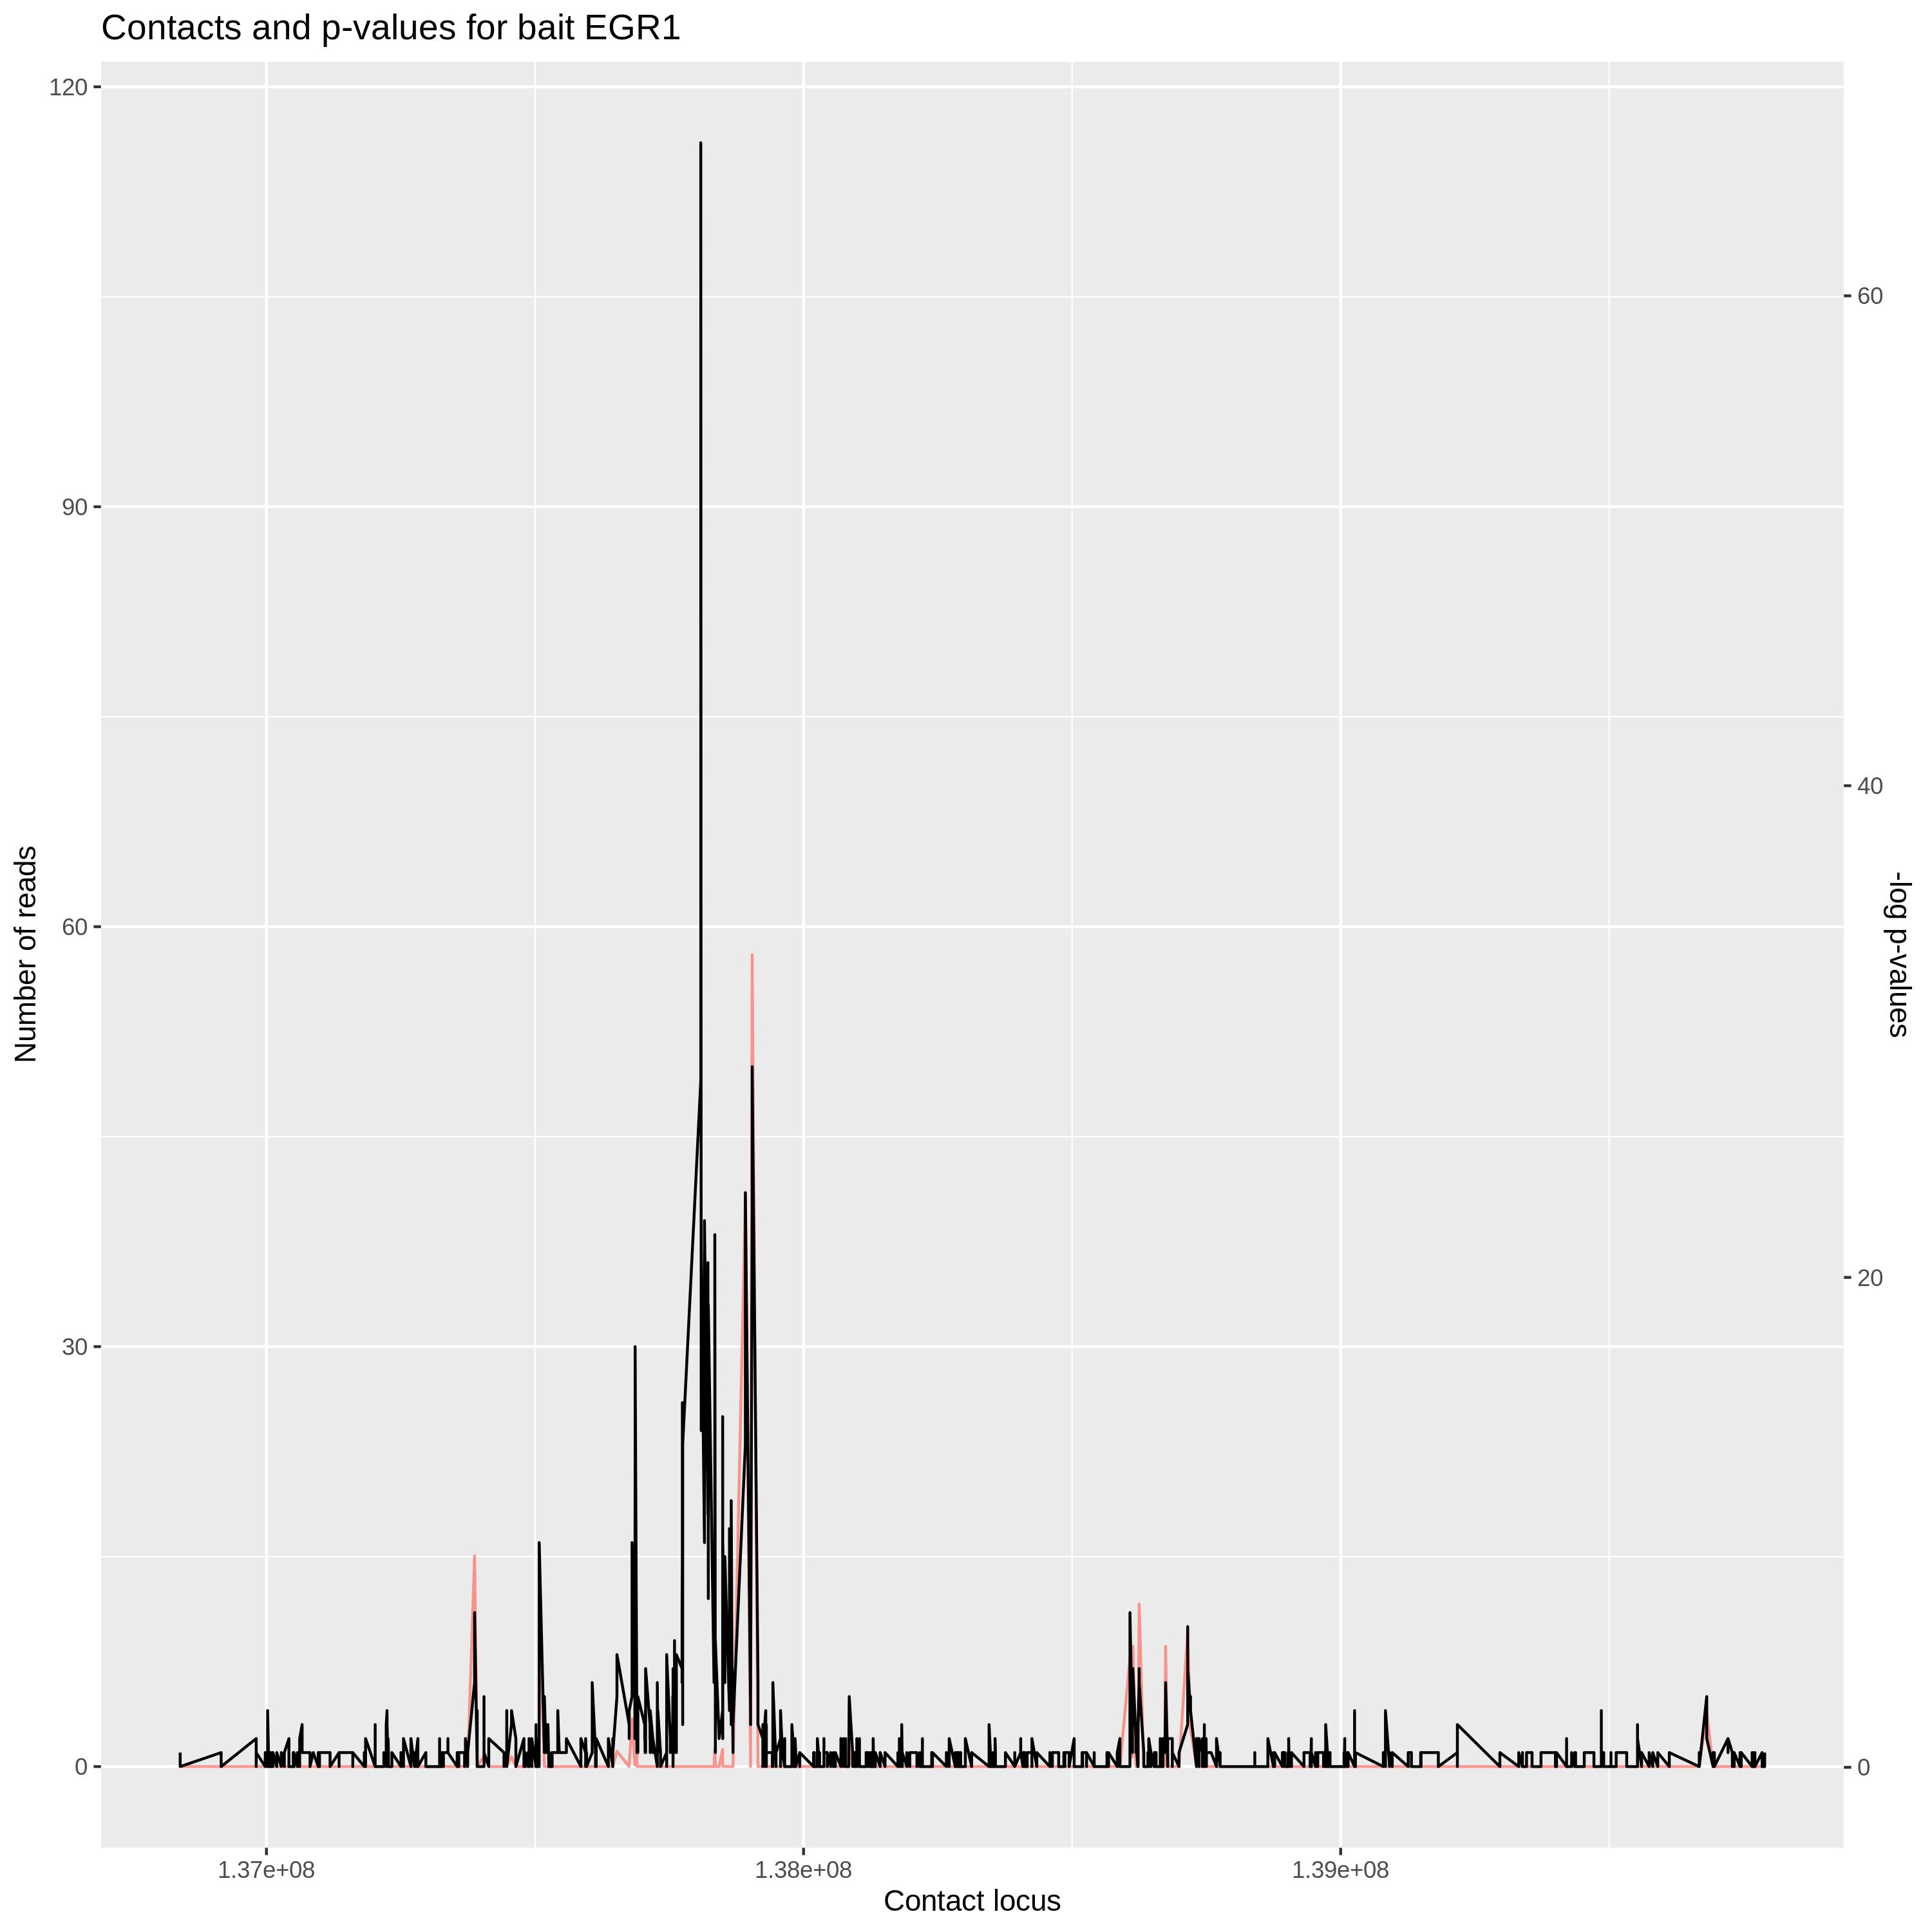 Contacts and p-values for bait EGR1
120
90
60
30
0
Number of reads
60
40
20
0
-log p-values
1.37e+08
1.38e+08
1.39e+08
Contact locus